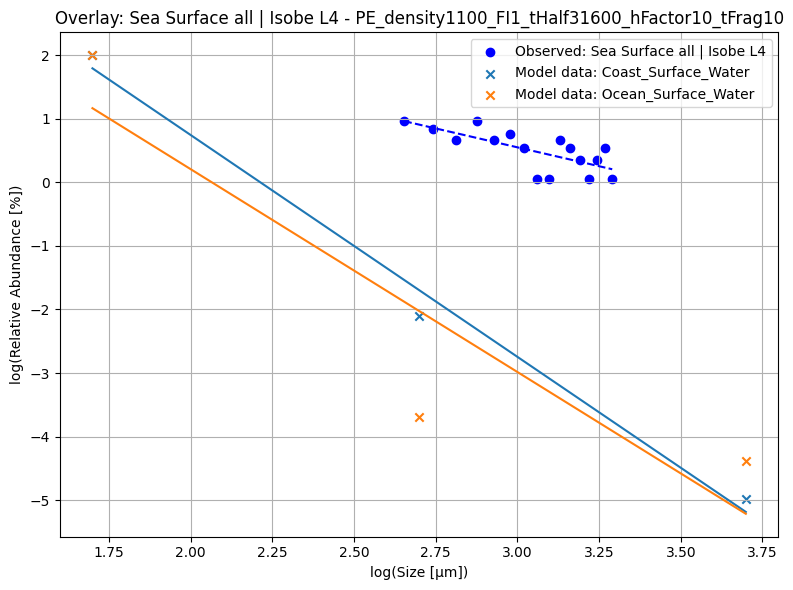 Overlay: Sea Surface all | Isobe L4 - PE_density1100_FI1_tHalf31600_hFactor10_tFrag10
Observed: Sea Surface all | Isobe L4
Model data: Coast_Surface_Water
Model data: Ocean_Surface_Water
log(Relative Abundance [%])
2
1
0
−1
−2
−3
−4
−5
1.75
2.00
2.25
2.50
2.75
3.00
3.25
3.50
3.75
log(Size [μm])